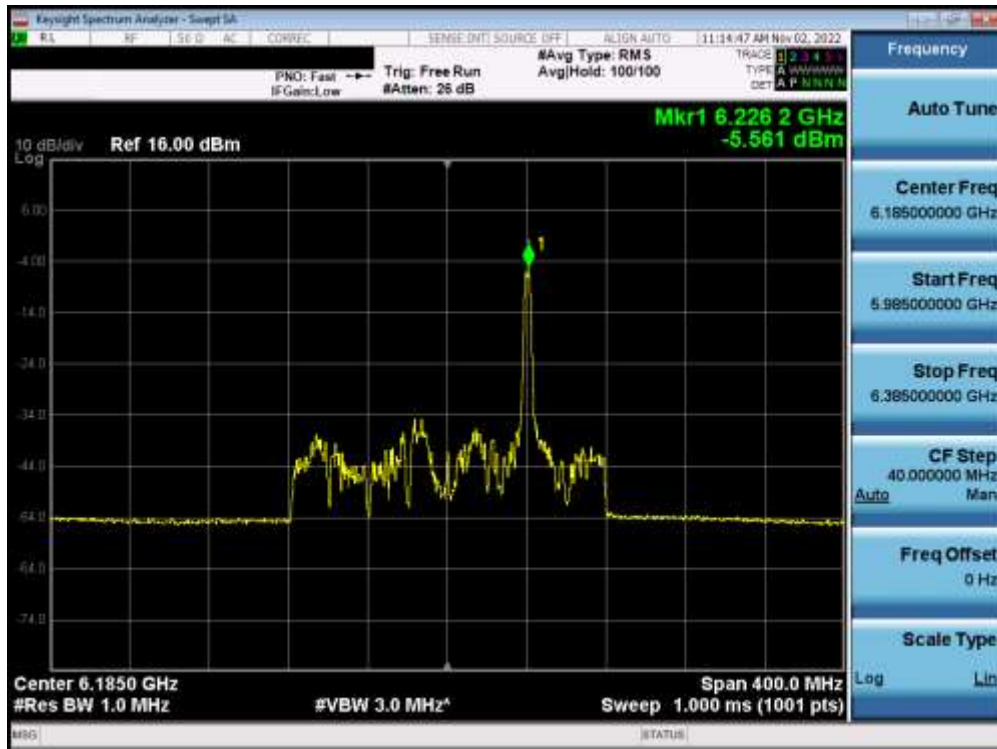 Keysight Spectrum Analyzer - Swept SA
RL RF 50 Ω AC CORREC SENSE:INT SOURCE OFF ALIGN AUTO 11:14:47 AM Nov 02, 2022
PNO: Fast
IFGain:Low
Trig: Free Run
#Atten: 26 dB
#Avg Type: RMS
Avg|Hold: 100/100
TRACE 1 2 3 4 5 6
TYPE A WWWWW
DET A P N N N N
Mkr1 6.226 2 GHz
-5.561 dBm
10 dB/div Ref 16.00 dBm
Log
6.00
-4.00
-14.0
-24.0
-34.0
-44.0
-54.0
-64.0
-74.0
1
Center 6.1850 GHz
Span 400.0 MHz
#Res BW 1.0 MHz
#VBW 3.0 MHz*
Sweep 1.000 ms (1001 pts)
MSG
STATUS
Frequency
Auto Tune
Center Freq
6.185000000 GHz
Start Freq
5.985000000 GHz
Stop Freq
6.385000000 GHz
CF Step
40.000000 MHz
Auto Man
Freq Offset
0 Hz
Scale Type
Log Lin